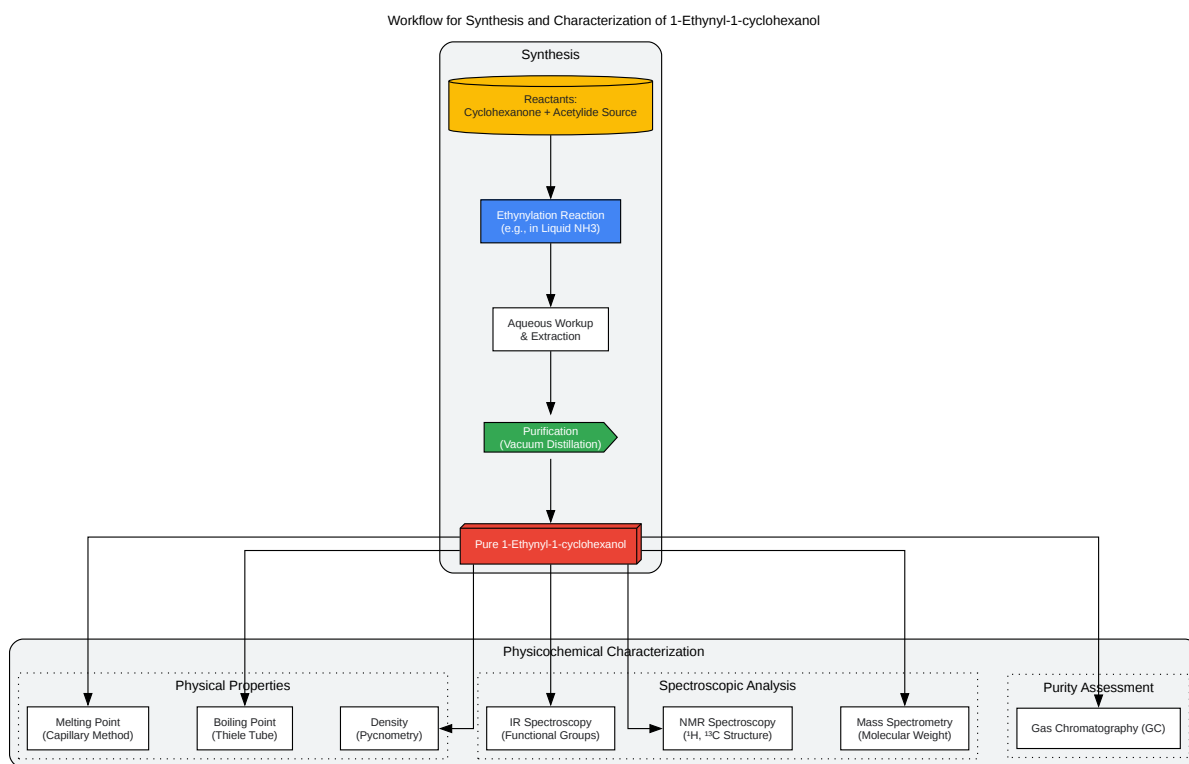 Workflow for Synthesis and Characterization of 1-Ethynyl-1-cyclohexanol
Synthesis
Reactants:
Cyclohexanone + Acetylide Source
Ethynylation Reaction
(e.g., in Liquid NH3)
Aqueous Workup
& Extraction
Purification
(Vacuum Distillation)
Pure 1-Ethynyl-1-cyclohexanol
Physicochemical Characterization
Physical Properties
Melting Point
(Capillary Method)
Boiling Point
(Thiele Tube)
Density
(Pycnometry)
Spectroscopic Analysis
IR Spectroscopy
(Functional Groups)
NMR Spectroscopy
(¹H, ¹³C Structure)
Mass Spectrometry
(Molecular Weight)
Purity Assessment
Gas Chromatography (GC)